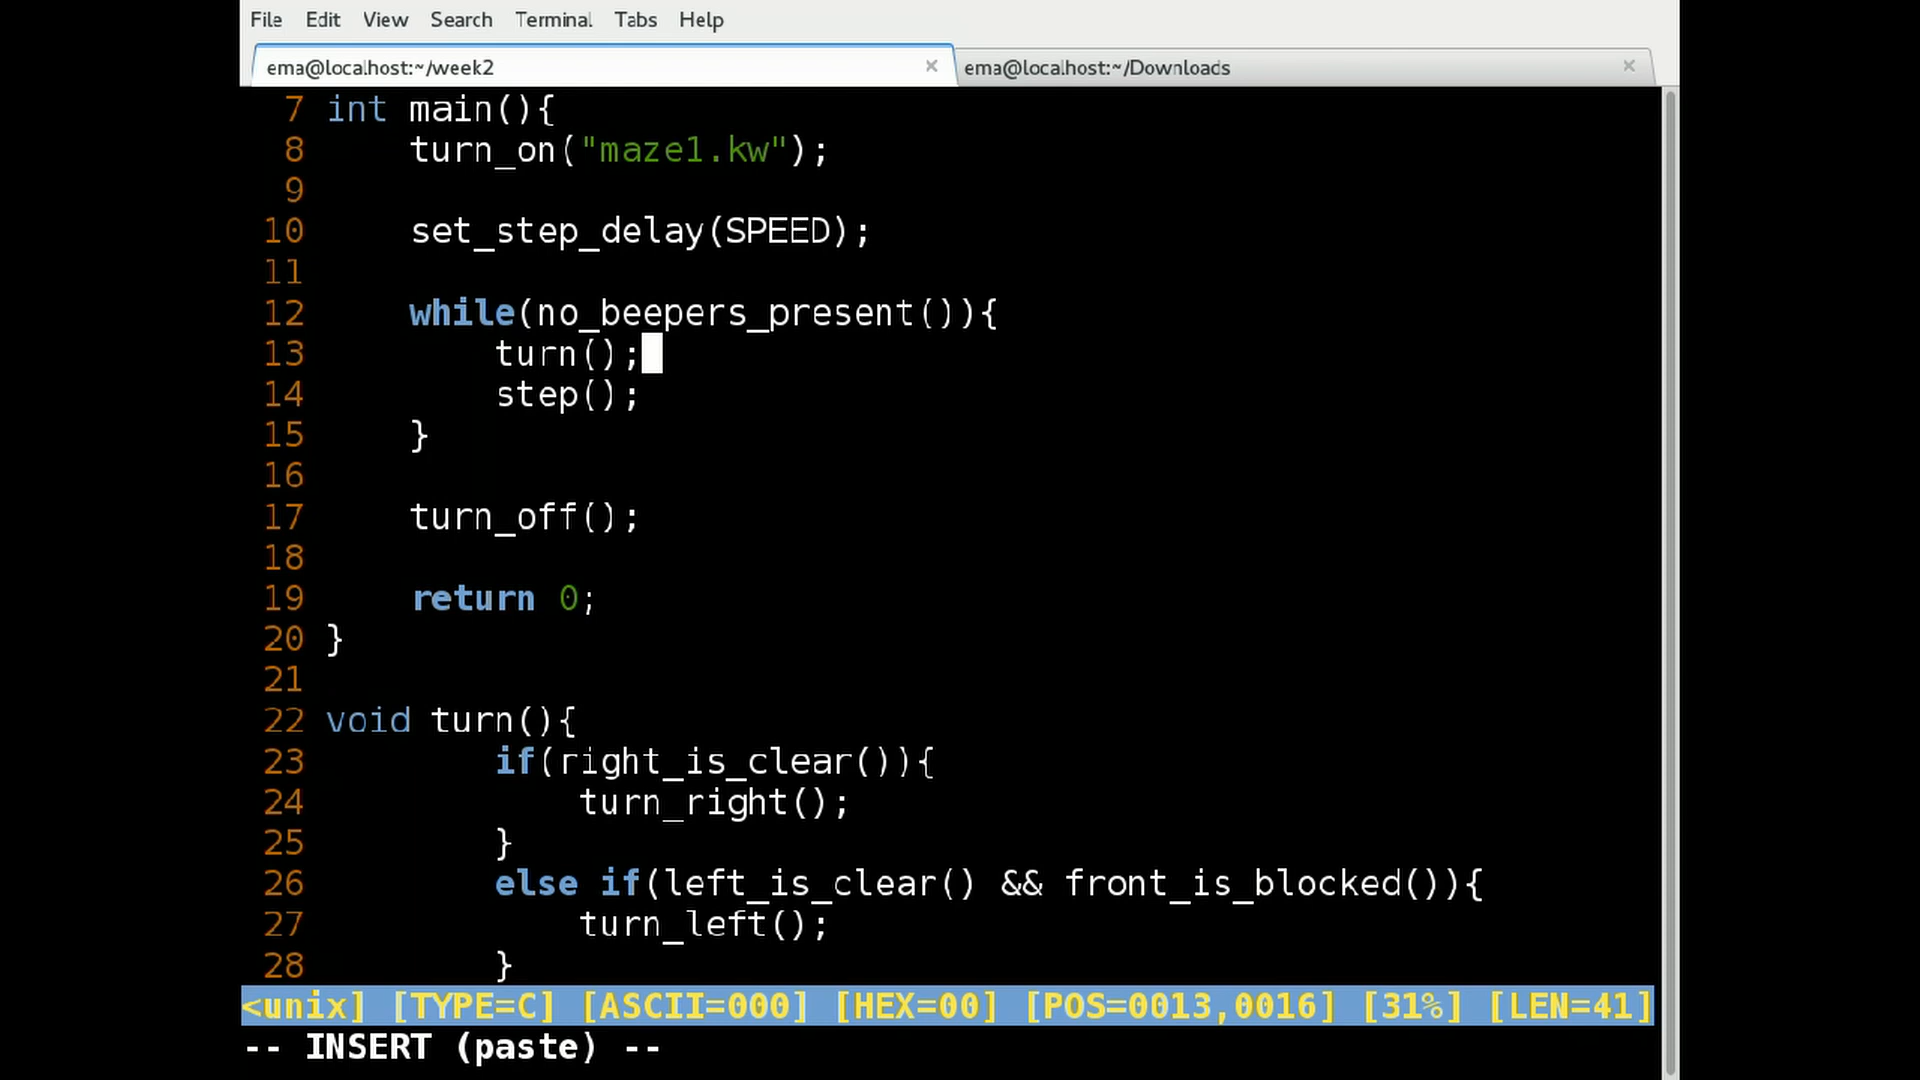 File Edit View Search Terminal Tabs Help
ema@localhost:~/week2 × ema@localhost:~/Downloads ×
7 int main(){
8     turn_on("maze1.kw");
9
10     set_step_delay(SPEED);
11
12     while(no_beepers_present()){
13         turn();
14         step();
15     }
16
17     turn_off();
18
19     return 0;
20 }
21
22 void turn(){
23         if(right_is_clear()){
24             turn_right();
25         }
26         else if(left_is_clear() && front_is_blocked()){
27             turn_left();
28         }
<unix] [TYPE=C] [ASCII=000] [HEX=00] [POS=0013,0016] [31%] [LEN=41]
-- INSERT (paste) --